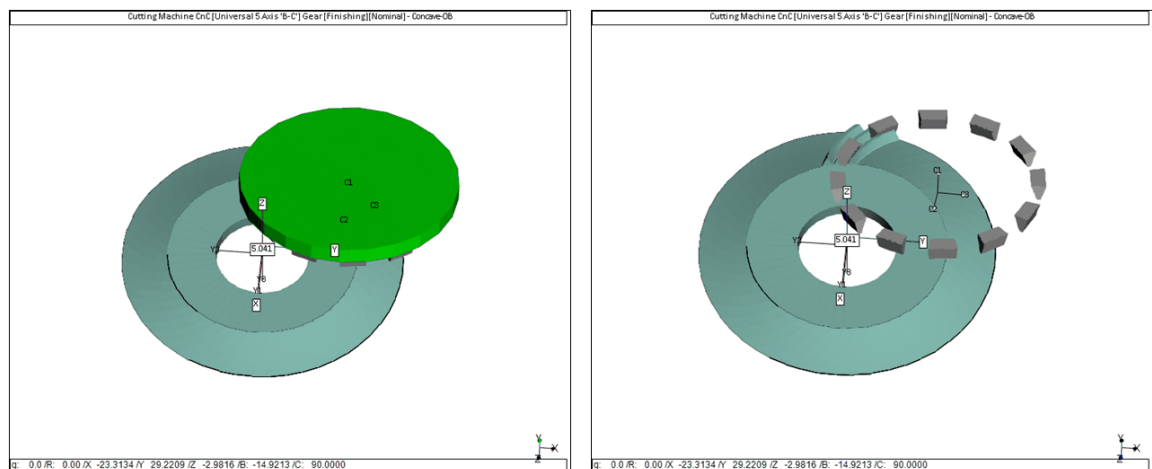 Cutting Machine CnC [Universal 5 Axis 'B-C'] Gear [Finishing][Nominal] - Concave-OB
C1
C3
C2
Z
Y
5.041
X
Y
X
q: 0.0 /R: 0.00 /X -23.3134 /Y 29.2209 /Z -2.9816 /B: -14.9213 /C: 90.0000
Cutting Machine CnC [Universal 5 Axis 'B-C'] Gear [Finishing][Nominal] - Concave-OB
C1
C3
C2
Z
5.041
Y
X
Y
X
q: 0.0 /R: 0.00 /X -23.3134 /Y 29.2209 /Z -2.9816 /B: -14.9213 /C: 90.0000